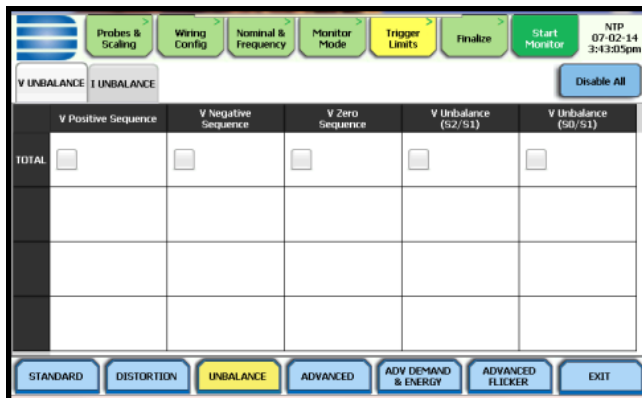 Probes & Scaling
Wiring Config
Nominal & Frequency
Monitor Mode
Trigger Limits
Finalize
Start Monitor
NTP
07-02-14
3:43:05pm
V UNBALANCE
I UNBALANCE
Disable All
V Positive Sequence
V Negative Sequence
V Zero Sequence
V Unbalance (S2/S1)
V Unbalance (S0/S1)
TOTAL
STANDARD
DISTORTION
UNBALANCE
ADVANCED
ADV DEMAND & ENERGY
ADVANCED FLICKER
EXIT